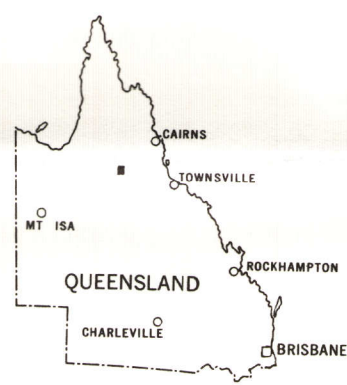 CAIRNS
TOWNSVILLE
MT ISA
ROCKHAMPTON
QUEENSLAND
CHARLEVILLE
BRISBANE